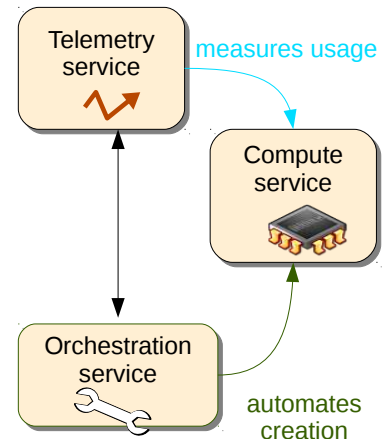 Telemetry
service
measures usage
Compute
service
Orchestration
service
automates
creation